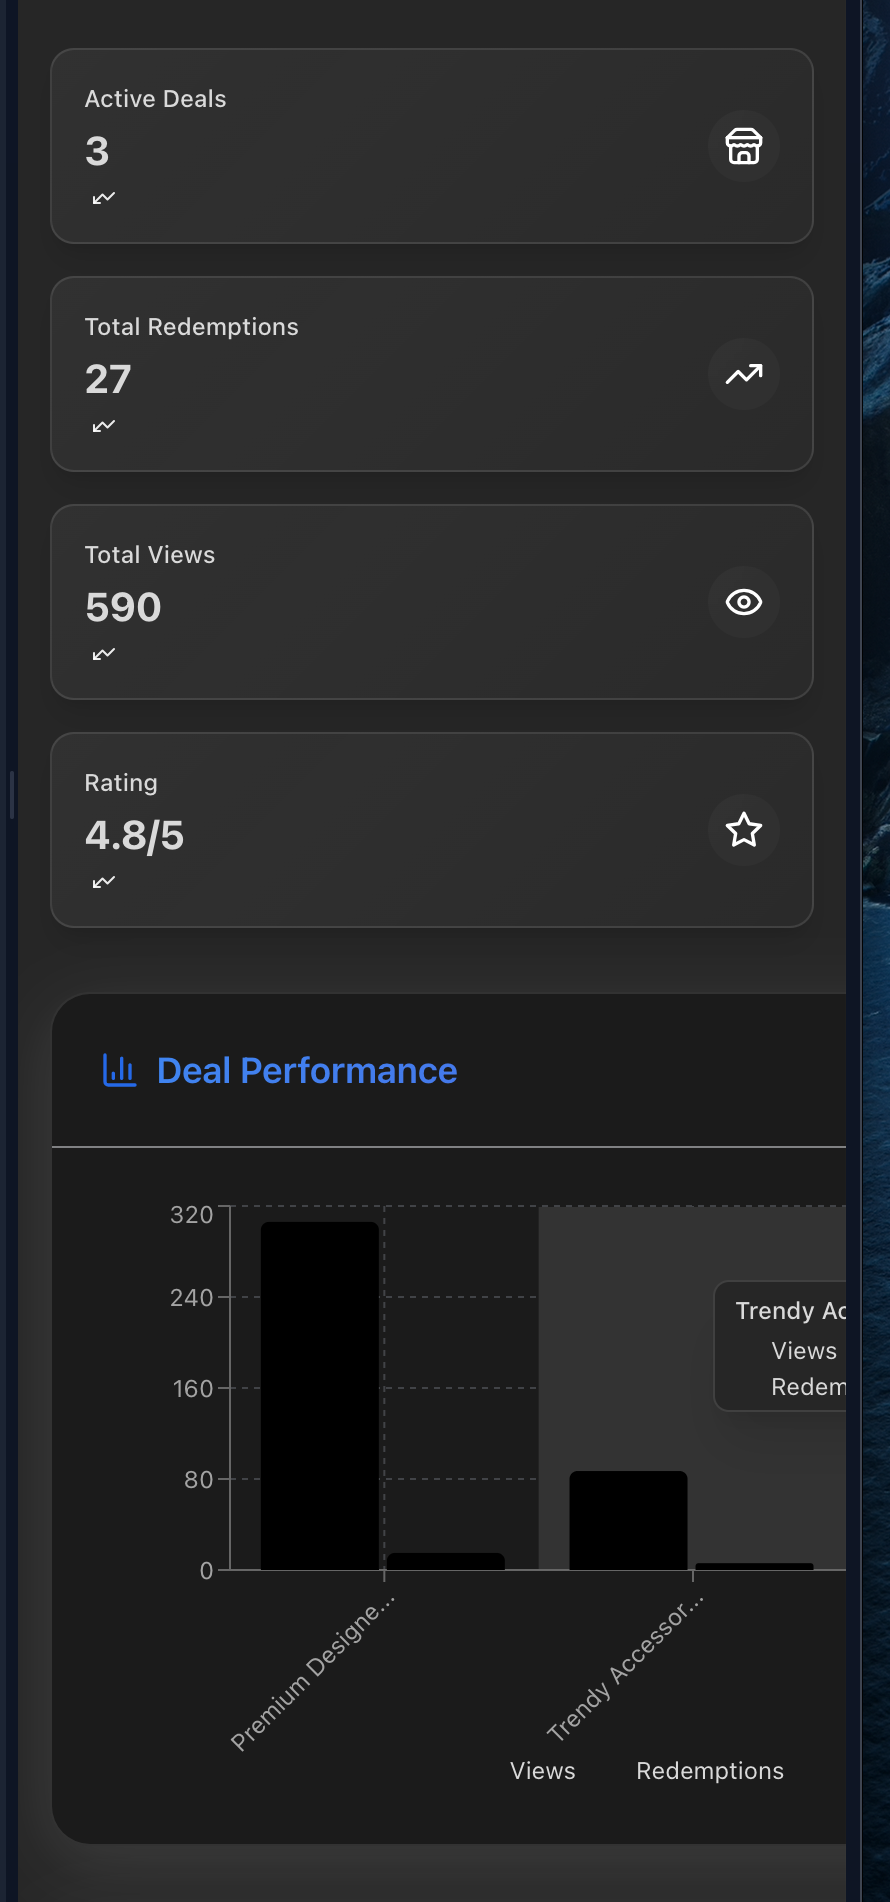 Active Deals
3
Total Redemptions
27
Total Views
590
Rating
4.8/5
Deal Performance
320
240
160
80
0
Trendy Ac
Views
Redem
Premium Designe...
Trendy Accessor...
Views Redemptions